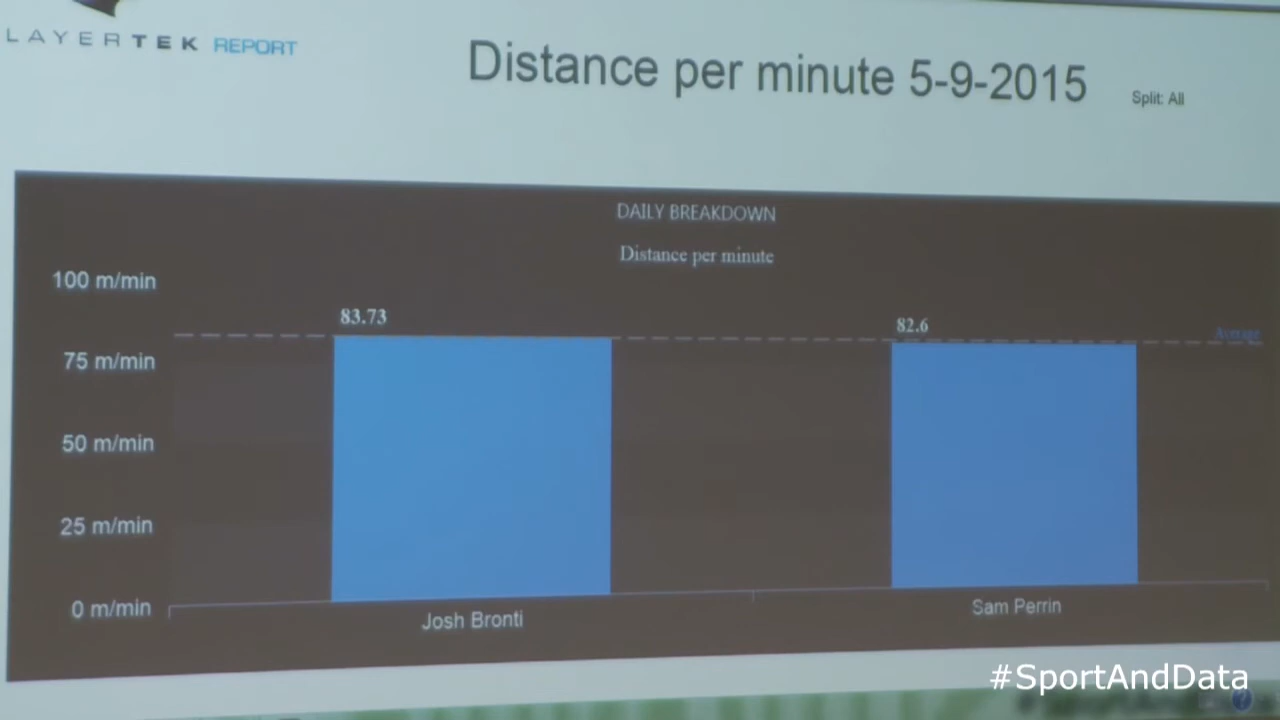 LAYERTEK REPORT
Distance per minute 5-9-2015
Split: All
DAILY BREAKDOWN
Distance per minute
100 m/min
75 m/min
50 m/min
25 m/min
0 m/min
83.73
82.6
Average
Josh Bronti
Sam Perrin
#SportAndData